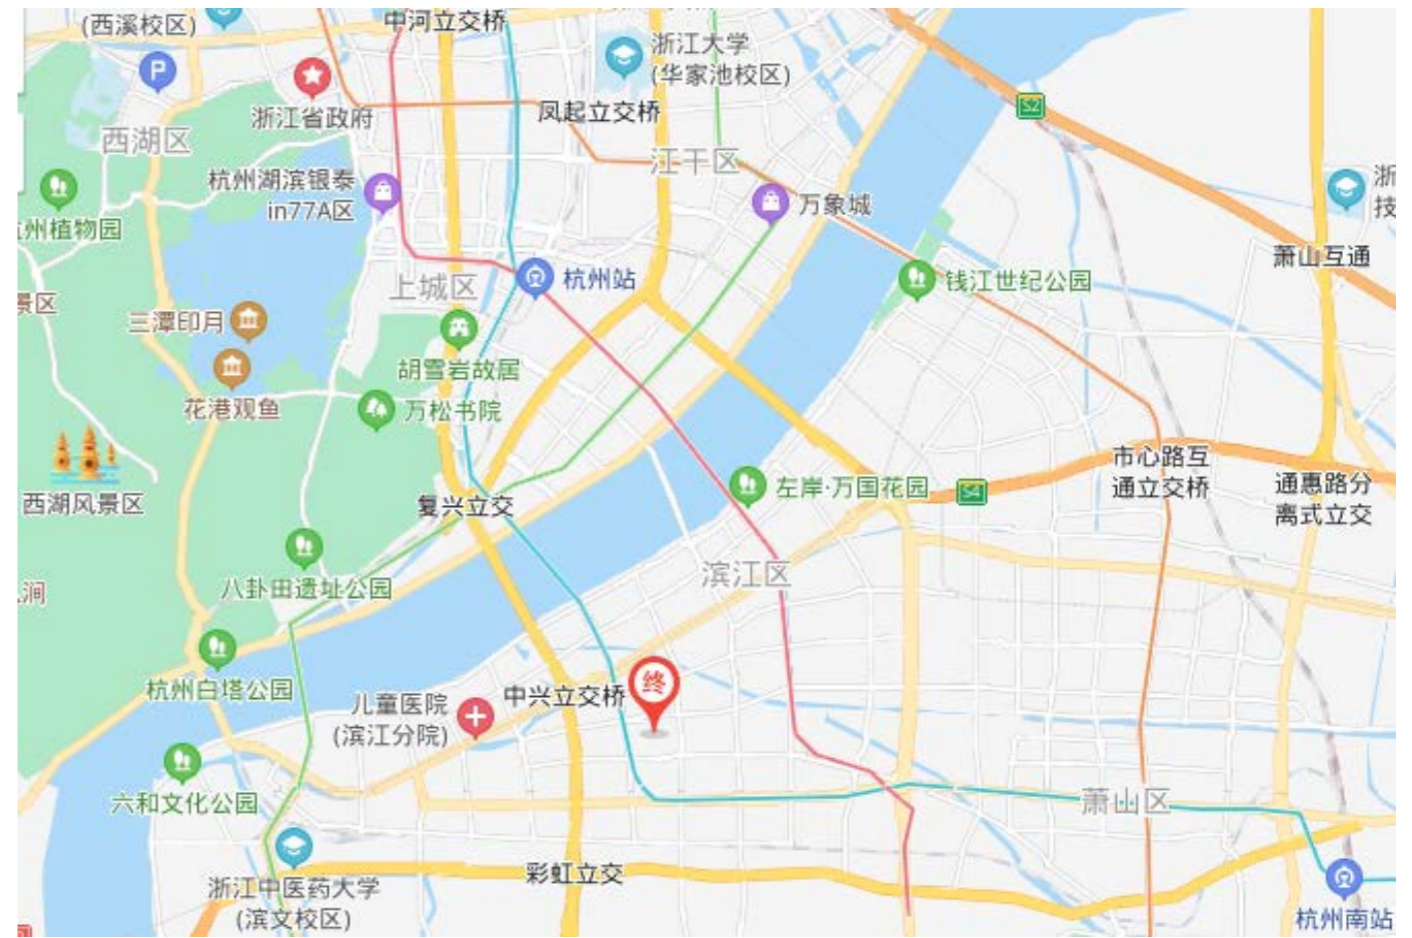 (西溪校区)
中河立交桥
浙江大学
(华家池校区)
P
浙江省政府
凤起立交桥
S2
西湖区
江干区
杭州湖滨银泰
in77A区
万象城
浙
技
州植物园
萧山互通
上城区
杭州站
钱江世纪公园
景区
三潭印月
胡雪岩故居
花港观鱼
万松书院
市心路互
通立交桥
西湖风景区
复兴立交
左岸·万国花园
S4
通惠路分
离式立交
滨江区
八卦田遗址公园
涧
杭州白塔公园
儿童医院
(滨江分院)
中兴立交桥
终
六和文化公园
萧山区
浙江中医药大学
(滨文校区)
彩虹立交
杭州南站